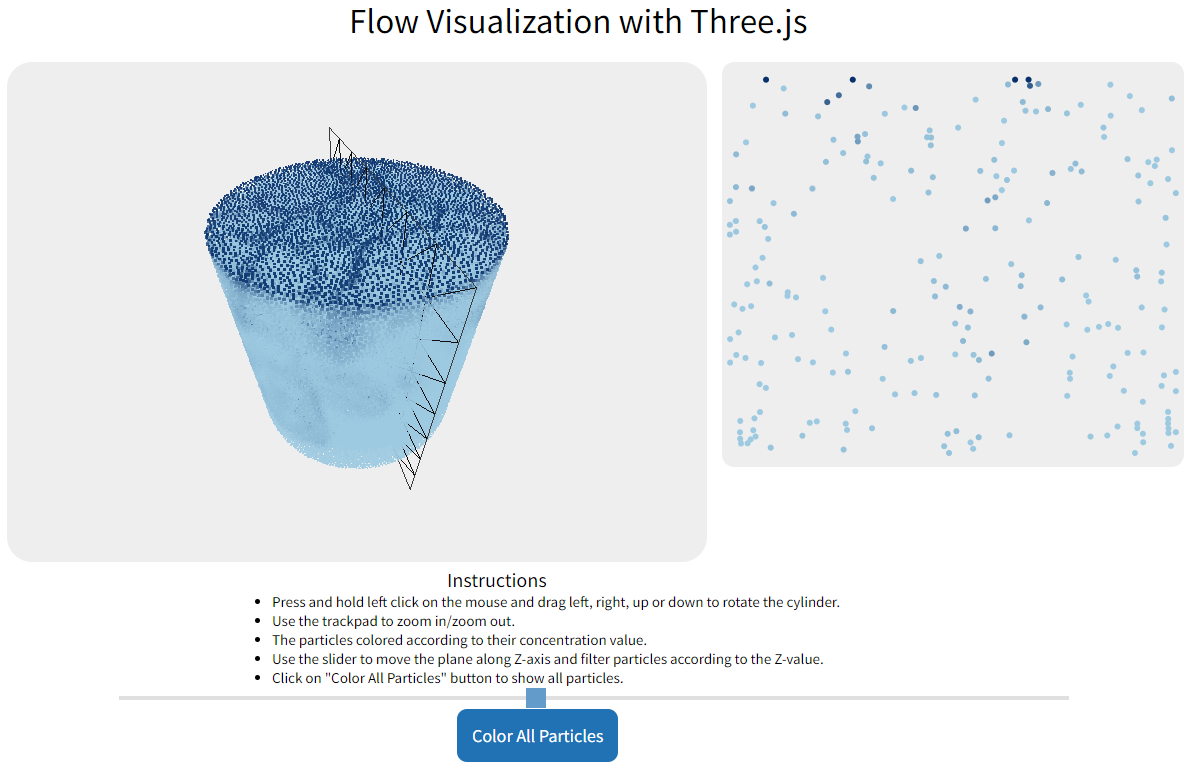 Flow Visualization with Three.js
Instructions
Press and hold left click on the mouse and drag left, right, up or down to rotate the cylinder.
Use the trackpad to zoom in/zoom out.
The particles colored according to their concentration value.
Use the slider to move the plane along Z-axis and filter particles according to the Z-value.
Click on "Color All Particles" button to show all particles.
Color All Particles